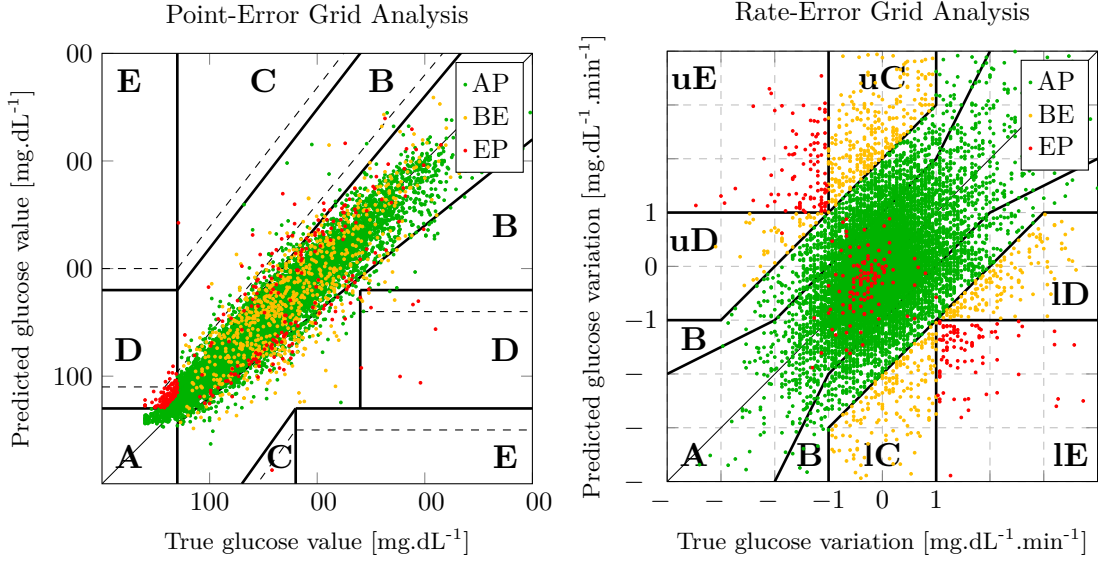 Point-Error Grid Analysis
Predicted glucose value [mg.dL-1]
00
00
00
100
E
C
B
B
D
D
A
C
E
AP
BE
EP
100
00
00
00
True glucose value [mg.dL-1]
Rate-Error Grid Analysis
Predicted glucose variation [mg.dL-1.min-1]
1
0
−1
−
−
−
uE
uC
uD
lD
B
A
B
lC
lE
AP
BE
EP
−
−
−1
0
1
True glucose variation [mg.dL-1.min-1]